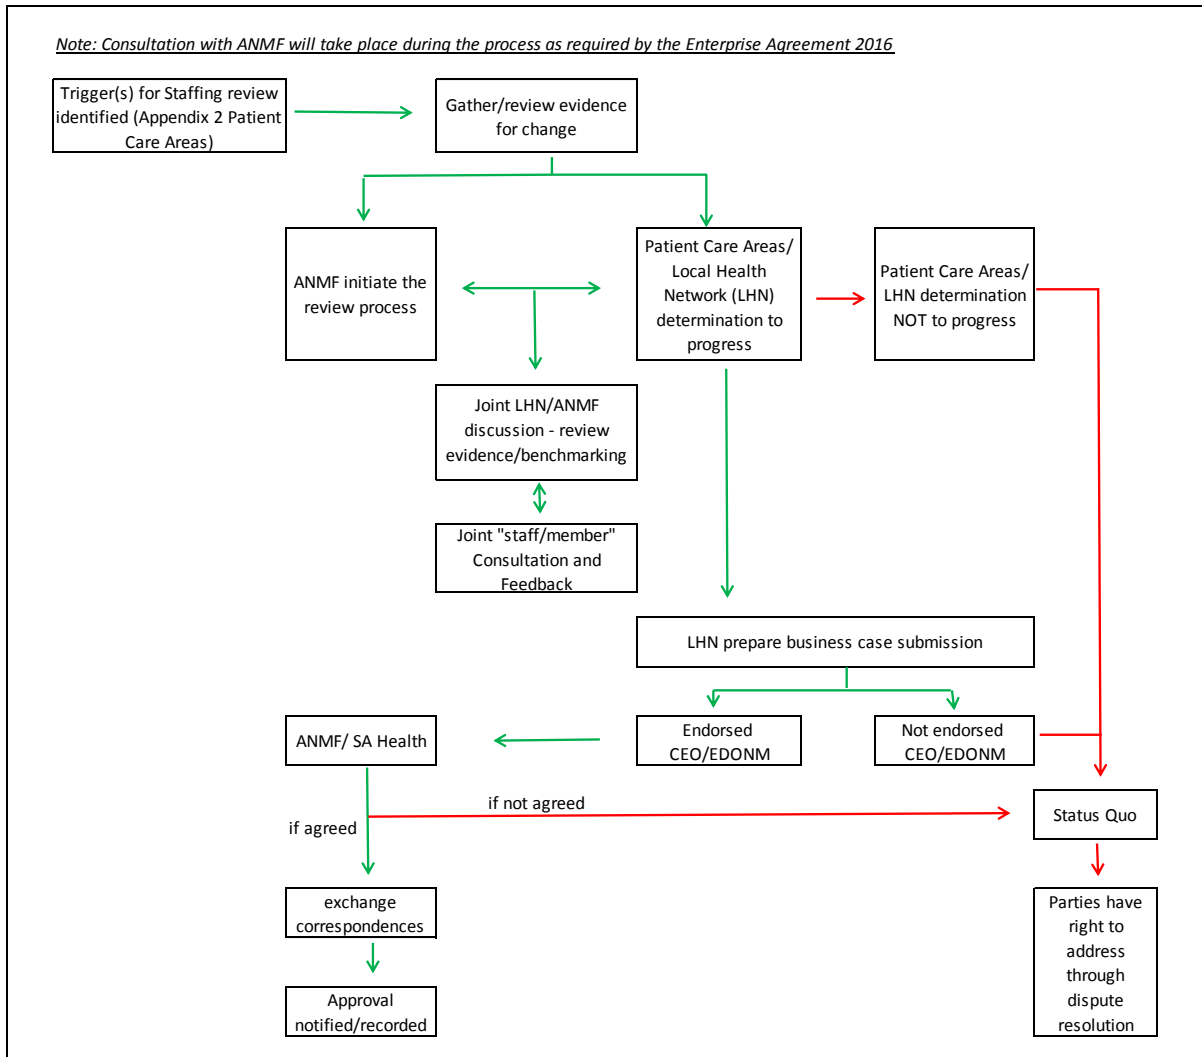 Note: Consultation with ANMF will take place during the process as required by the Enterprise Agreement 2016
Trigger(s) for Staffing review
identified (Appendix 2 Patient
Care Areas)
Gather/review evidence
for change
ANMF initiate the
review process
Patient Care Areas/
Local Health
Network (LHN)
determination to
progress
Patient Care Areas/
LHN determination
NOT to progress
Joint LHN/ANMF
discussion - review
evidence/benchmarking
Joint "staff/member"
Consultation and
Feedback
LHN prepare business case submission
ANMF/ SA Health
Endorsed
CEO/EDONM
Not endorsed
CEO/EDONM
if not agreed
if agreed
Status Quo
exchange
correspondences
Approval
notified/recorded
Parties have
right to
address
through
dispute
resolution